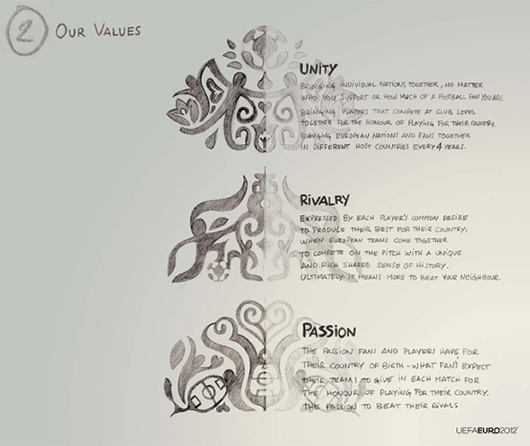 2 OUR VALUES
UNITY
BRINGING INDIVIDUAL NATIONS TOGETHER, NO MATTER
WHO YOU SUPPORT OR HOW MUCH OF A FOOTBALL FAN YOU ARE.
BRINGING PLAYERS THAT COMPETE AT CLUB LEVEL
TOGETHER FOR THE HONOUR OF PLAYING FOR THEIR COUNTRY.
BRINGING EUROPEAN NATIONS AND FANS TOGETHER
IN DIFFERENT HOST COUNTRIES EVERY 4 YEARS.
RIVALRY
EXPRESSED BY EACH PLAYER'S COMMON DESIRE
TO PRODUCE THEIR BEST FOR THEIR COUNTRY,
WHEN EUROPEAN TEAMS COME TOGETHER
TO COMPETE ON THE PITCH WITH A UNIQUE
AND RICH SHARED SENSE OF HISTORY.
ULTIMATELY IT MEANS MORE TO BEAT YOUR NEIGHBOUR.
PASSION
THE PASSION FANS AND PLAYERS HAVE FOR
THEIR COUNTRY OF BIRTH - WHAT FANS EXPECT
THEIR TEAMS TO GIVE IN EACH MATCH FOR
THE HONOUR OF PLAYING FOR THEIR COUNTRY.
THE PASSION TO BEAT THEIR RIVALS
UEFA EURO2012